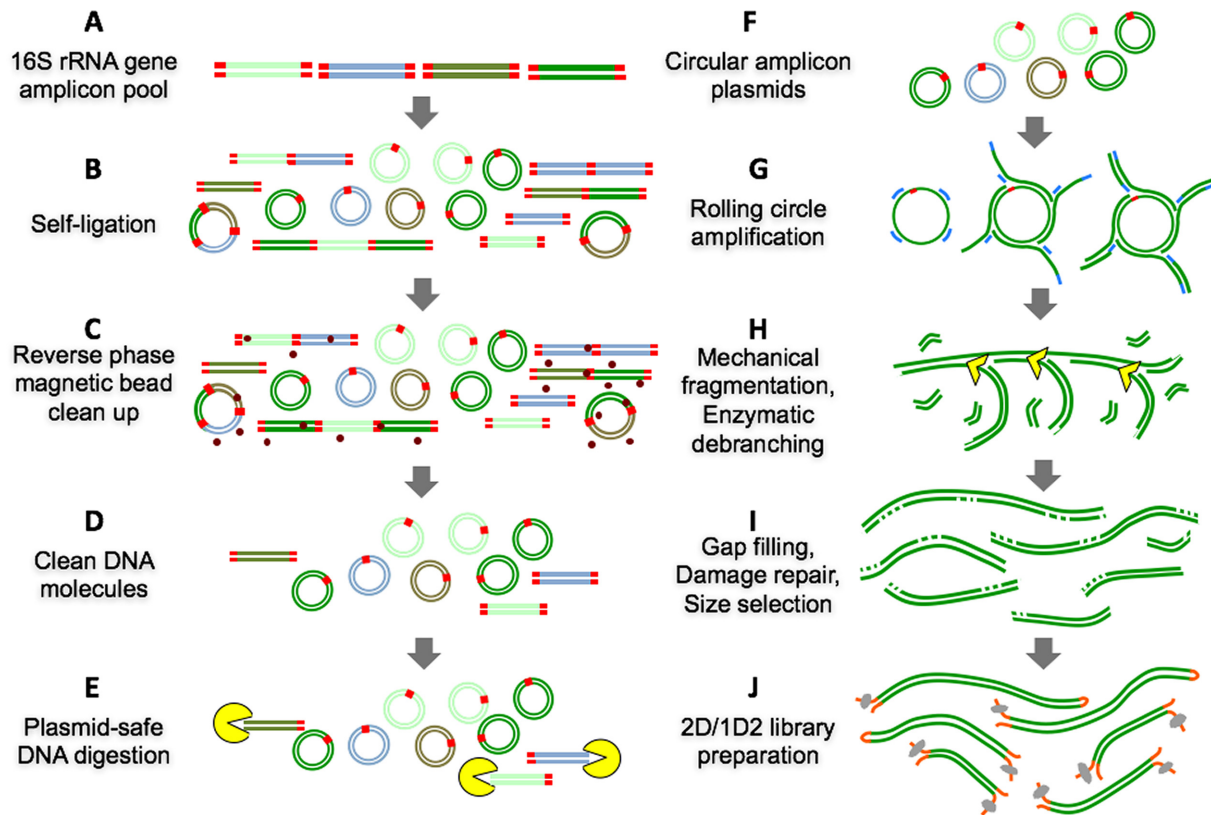 A
16S rRNA gene
amplicon pool
B
Self-ligation
C
Reverse phase
magnetic bead
clean up
D
Clean DNA
molecules
E
Plasmid-safe
DNA digestion
F
Circular amplicon
plasmids
G
Rolling circle
amplification
H
Mechanical
fragmentation,
Enzymatic
debranching
I
Gap filling,
Damage repair,
Size selection
J
2D/1D2 library
preparation